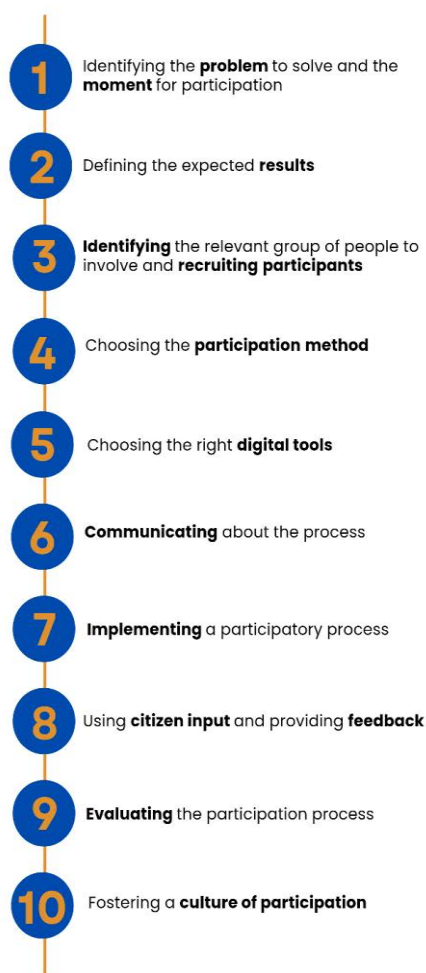 1
Identifying the problem to solve and the
moment for participation
2
Defining the expected results
3
Identifying the relevant group of people to
involve and recruiting participants
4
Choosing the participation method
5
Choosing the right digital tools
6
Communicating about the process
7
Implementing a participatory process
8
Using citizen input and providing feedback
9
Evaluating the participation process
10
Fostering a culture of participation